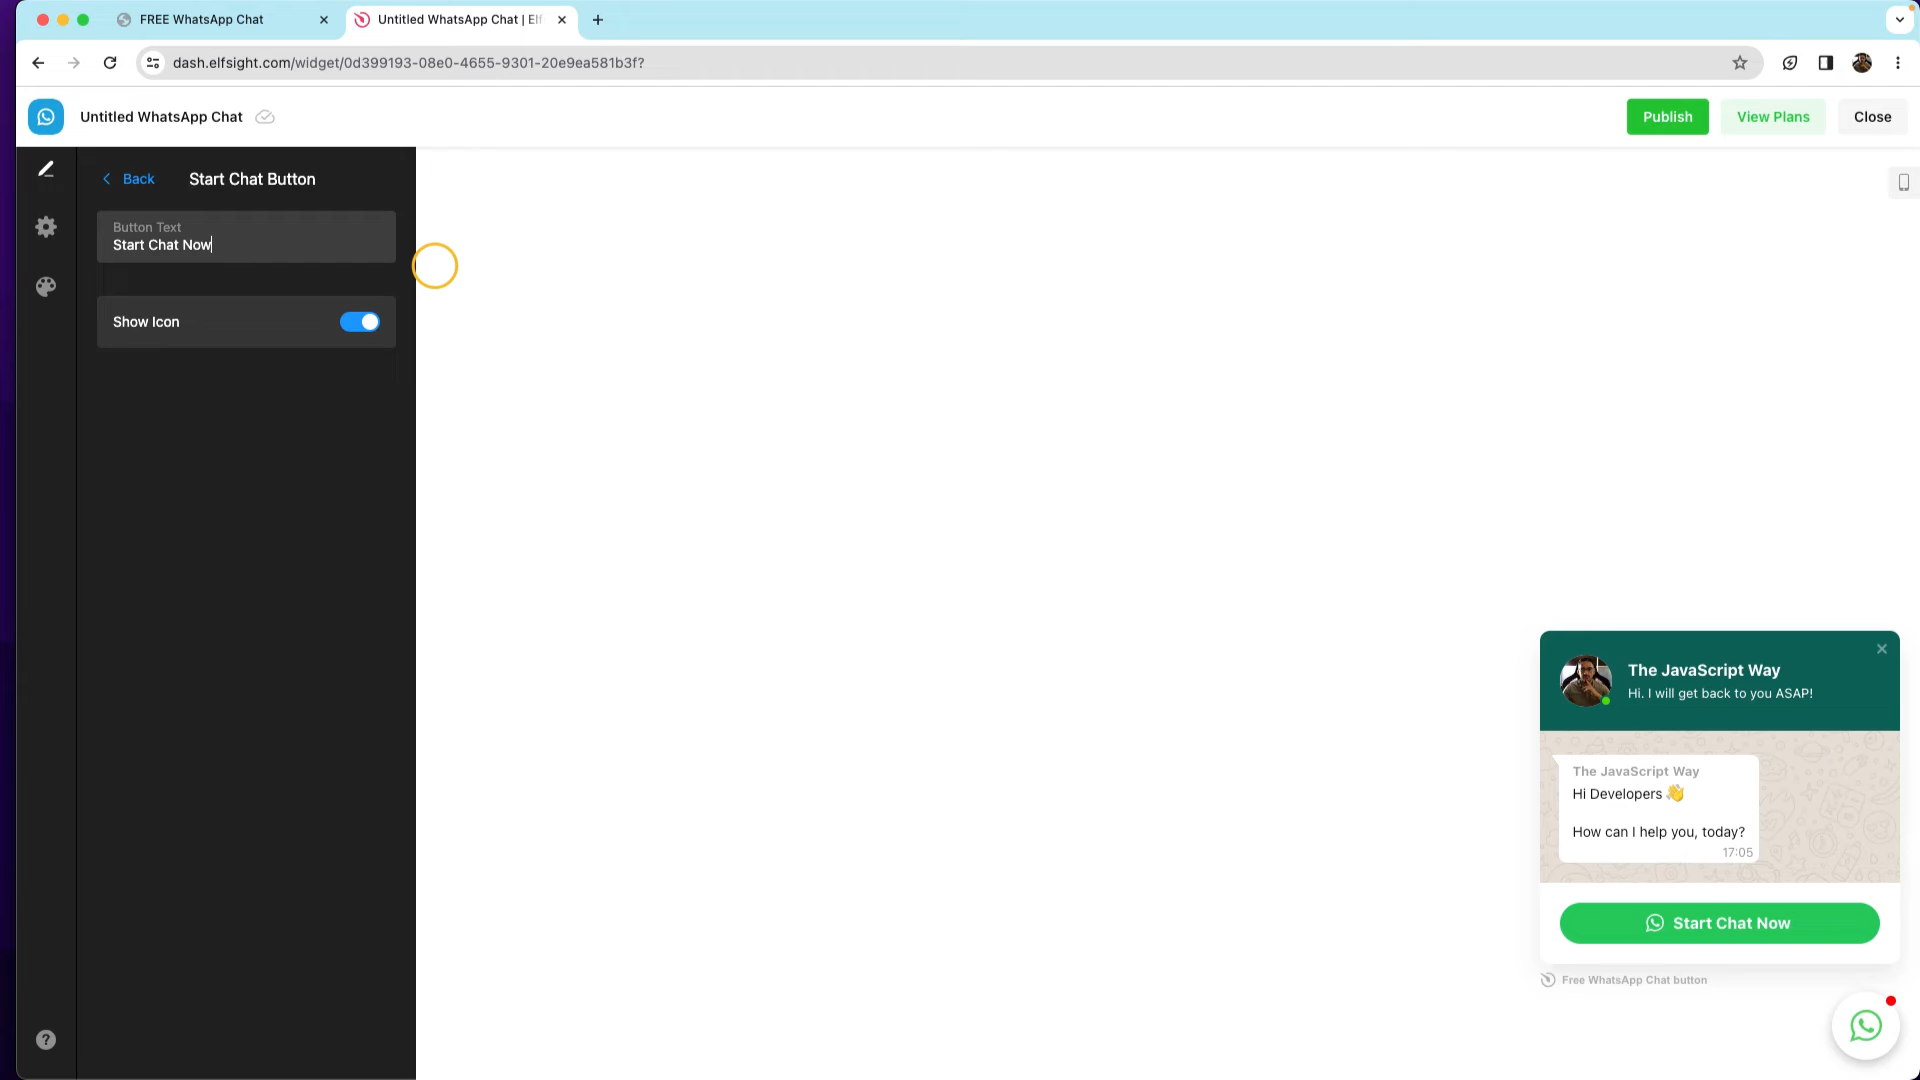 FREE WhatsApp Chat
Untitled WhatsApp Chat | Elf
dash.elfsight.com/widget/0d399193-08e0-4655-9301-20e9ea581b3f?
Untitled WhatsApp Chat
Publish
View Plans
Close
Back
Start Chat Button
Button Text
Start Chat Now
Show Icon
The JavaScript Way
Hi. I will get back to you ASAP!
The JavaScript Way
Hi Developers 👋
How can I help you, today?
17:05
Start Chat Now
Free WhatsApp Chat button